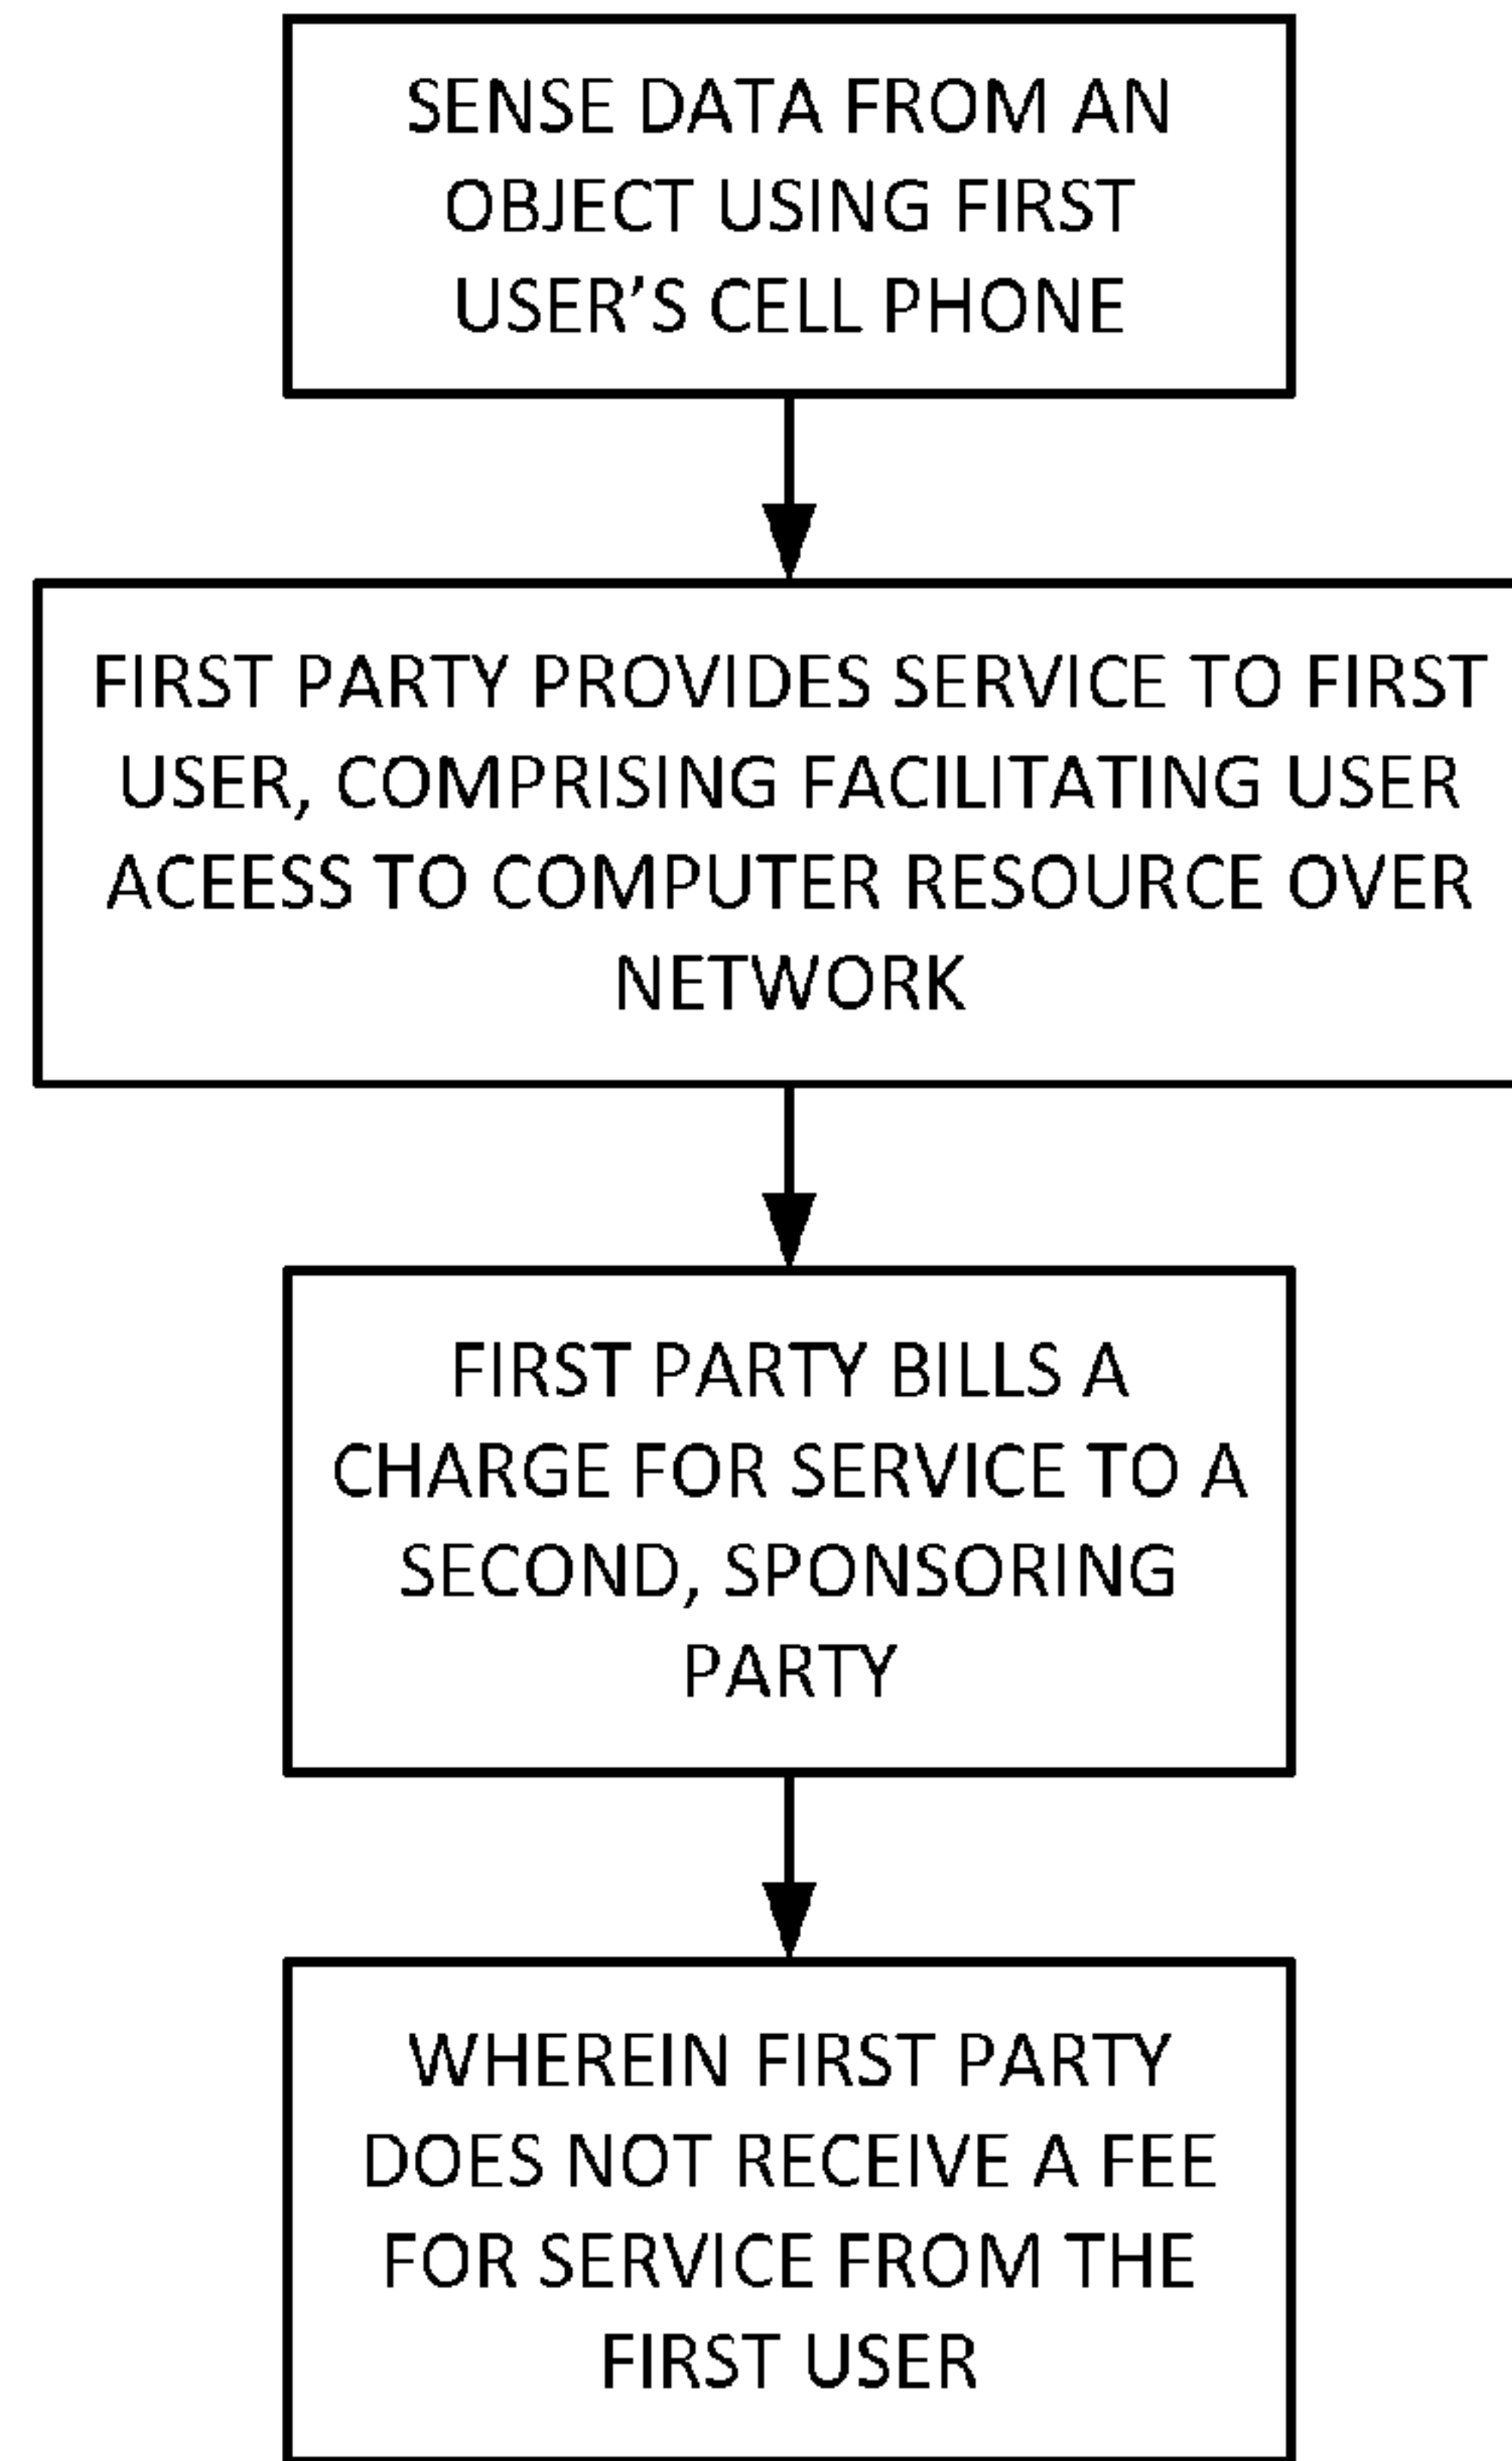 SENSE DATA FROM AN
OBJECT USING FIRST
USER'S CELL PHONE
FIRST PARTY PROVIDES SERVICE TO FIRST
USER, COMPRISING FACILITATING USER
ACEESS TO COMPUTER RESOURCE OVER
NETWORK
FIRST PARTY BILLS A
CHARGE FOR SERVICE TO A
SECOND, SPONSORING
PARTY
WHEREIN FIRST PARTY
DOES NOT RECEIVE A FEE
FOR SERVICE FROM THE
FIRST USER